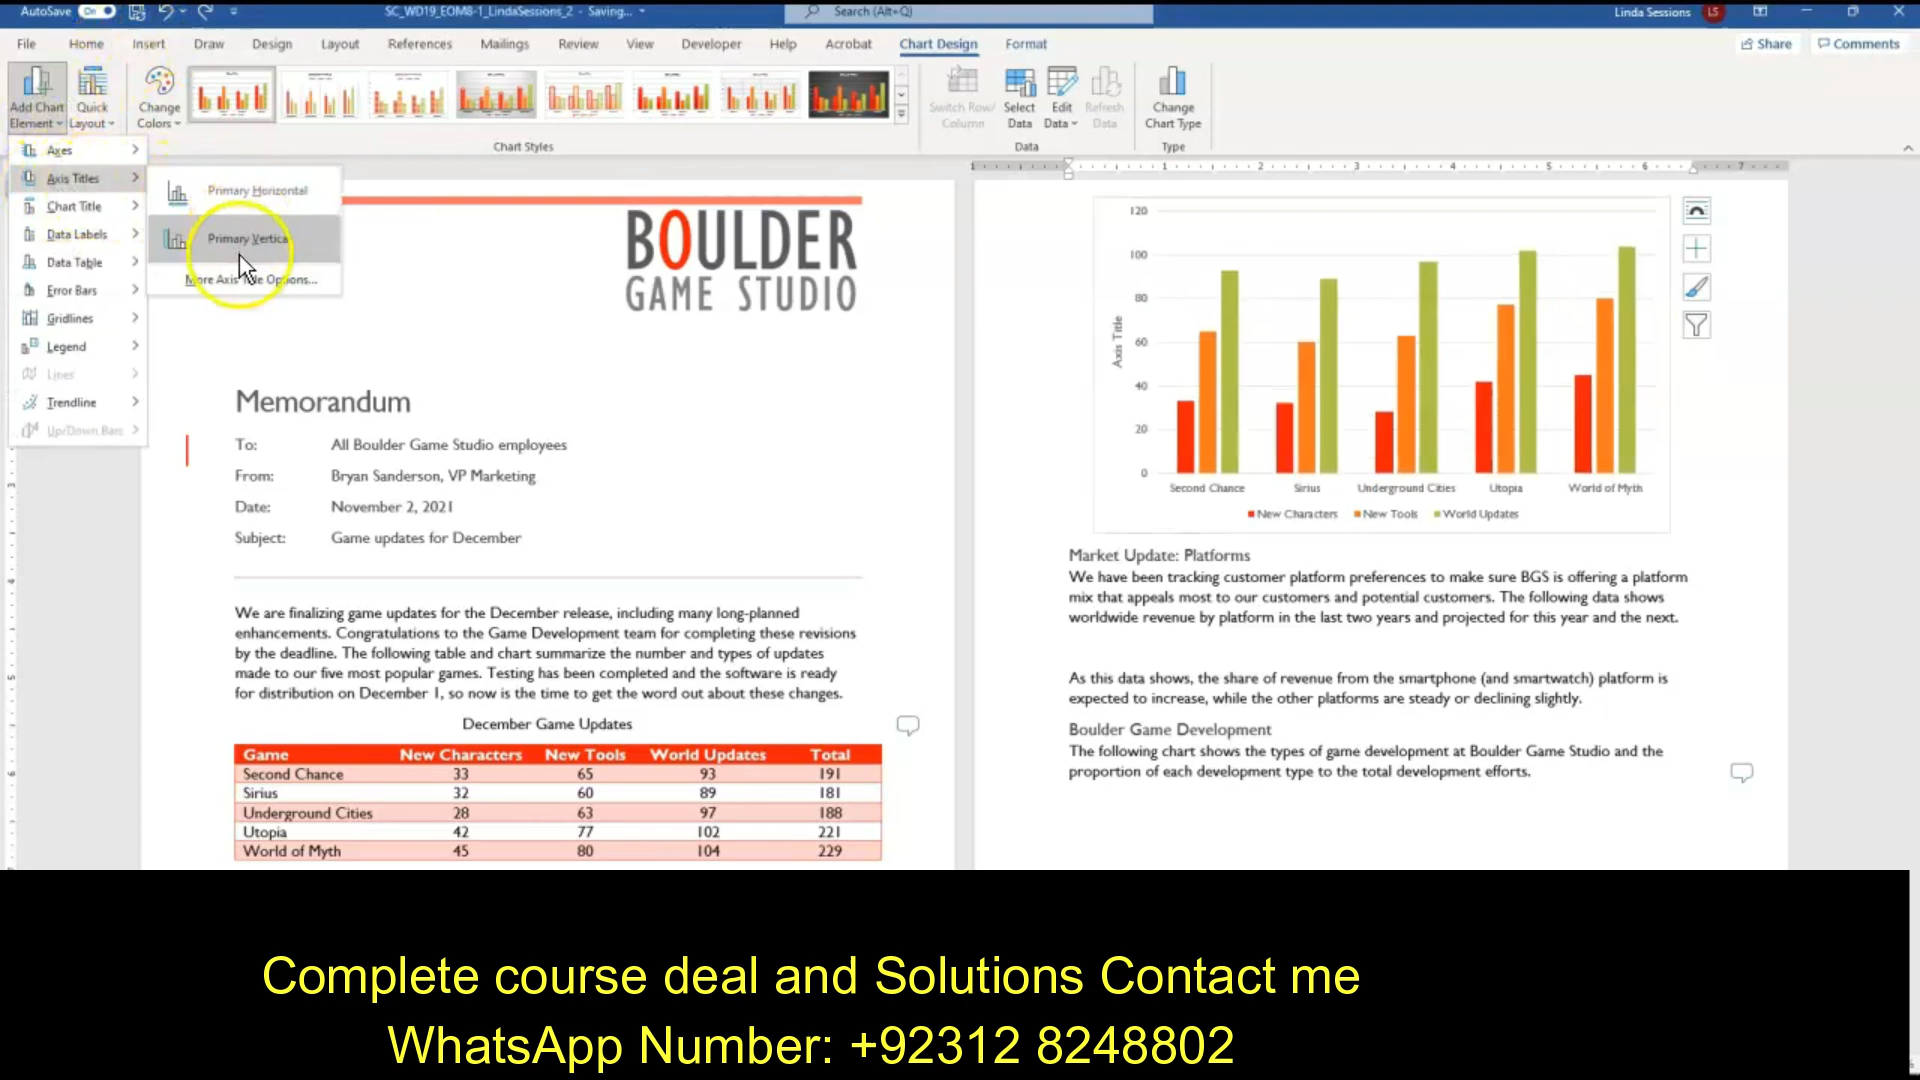 AutoSave On SC_WD19_EOM8-1_LindaSessions_2 - Saving... Search (Alt+Q) Linda Sessions LS
File Home Insert Draw Design Layout References Mailings Review View Developer Help Acrobat Chart Design Format Share Comments
Add Chart Element Quick Layout Change Colors Switch Row/ Column Select Data Edit Data Refresh Data Change Chart Type
Chart Styles Data Type
Axes
Axis Titles
Chart Title
Data Labels
Data Table
Error Bars
Gridlines
Legend
Lines
Trendline
Up/Down Bars
Primary Horizontal
Primary Vertical
More Axis Title Options...
BOULDER
GAME STUDIO
Memorandum
To: All Boulder Game Studio employees
From: Bryan Sanderson, VP Marketing
Date: November 2, 2021
Subject: Game updates for December
We are finalizing game updates for the December release, including many long-planned
enhancements. Congratulations to the Game Development team for completing these revisions
by the deadline. The following table and chart summarize the number and types of updates
made to our five most popular games. Testing has been completed and the software is ready
for distribution on December 1, so now is the time to get the word out about these changes.
December Game Updates
Game New Characters New Tools World Updates Total
Second Chance 33 65 93 191
Sirius 32 60 89 181
Underground Cities 28 63 97 188
Utopia 42 77 102 221
World of Myth 45 80 104 229
1 1 2 3 4 5 6 7
120
100
80
60
40
20
0
Axis Title
Second Chance Sirius Underground Cities Utopia World of Myth
New Characters New Tools World Updates
Market Update: Platforms
We have been tracking customer platform preferences to make sure BGS is offering a platform
mix that appeals most to our customers and potential customers. The following data shows
worldwide revenue by platform in the last two years and projected for this year and the next.
As this data shows, the share of revenue from the smartphone (and smartwatch) platform is
expected to increase, while the other platforms are steady or declining slightly.
Boulder Game Development
The following chart shows the types of game development at Boulder Game Studio and the
proportion of each development type to the total development efforts.
Complete course deal and Solutions Contact me
WhatsApp Number: +92312 8248802